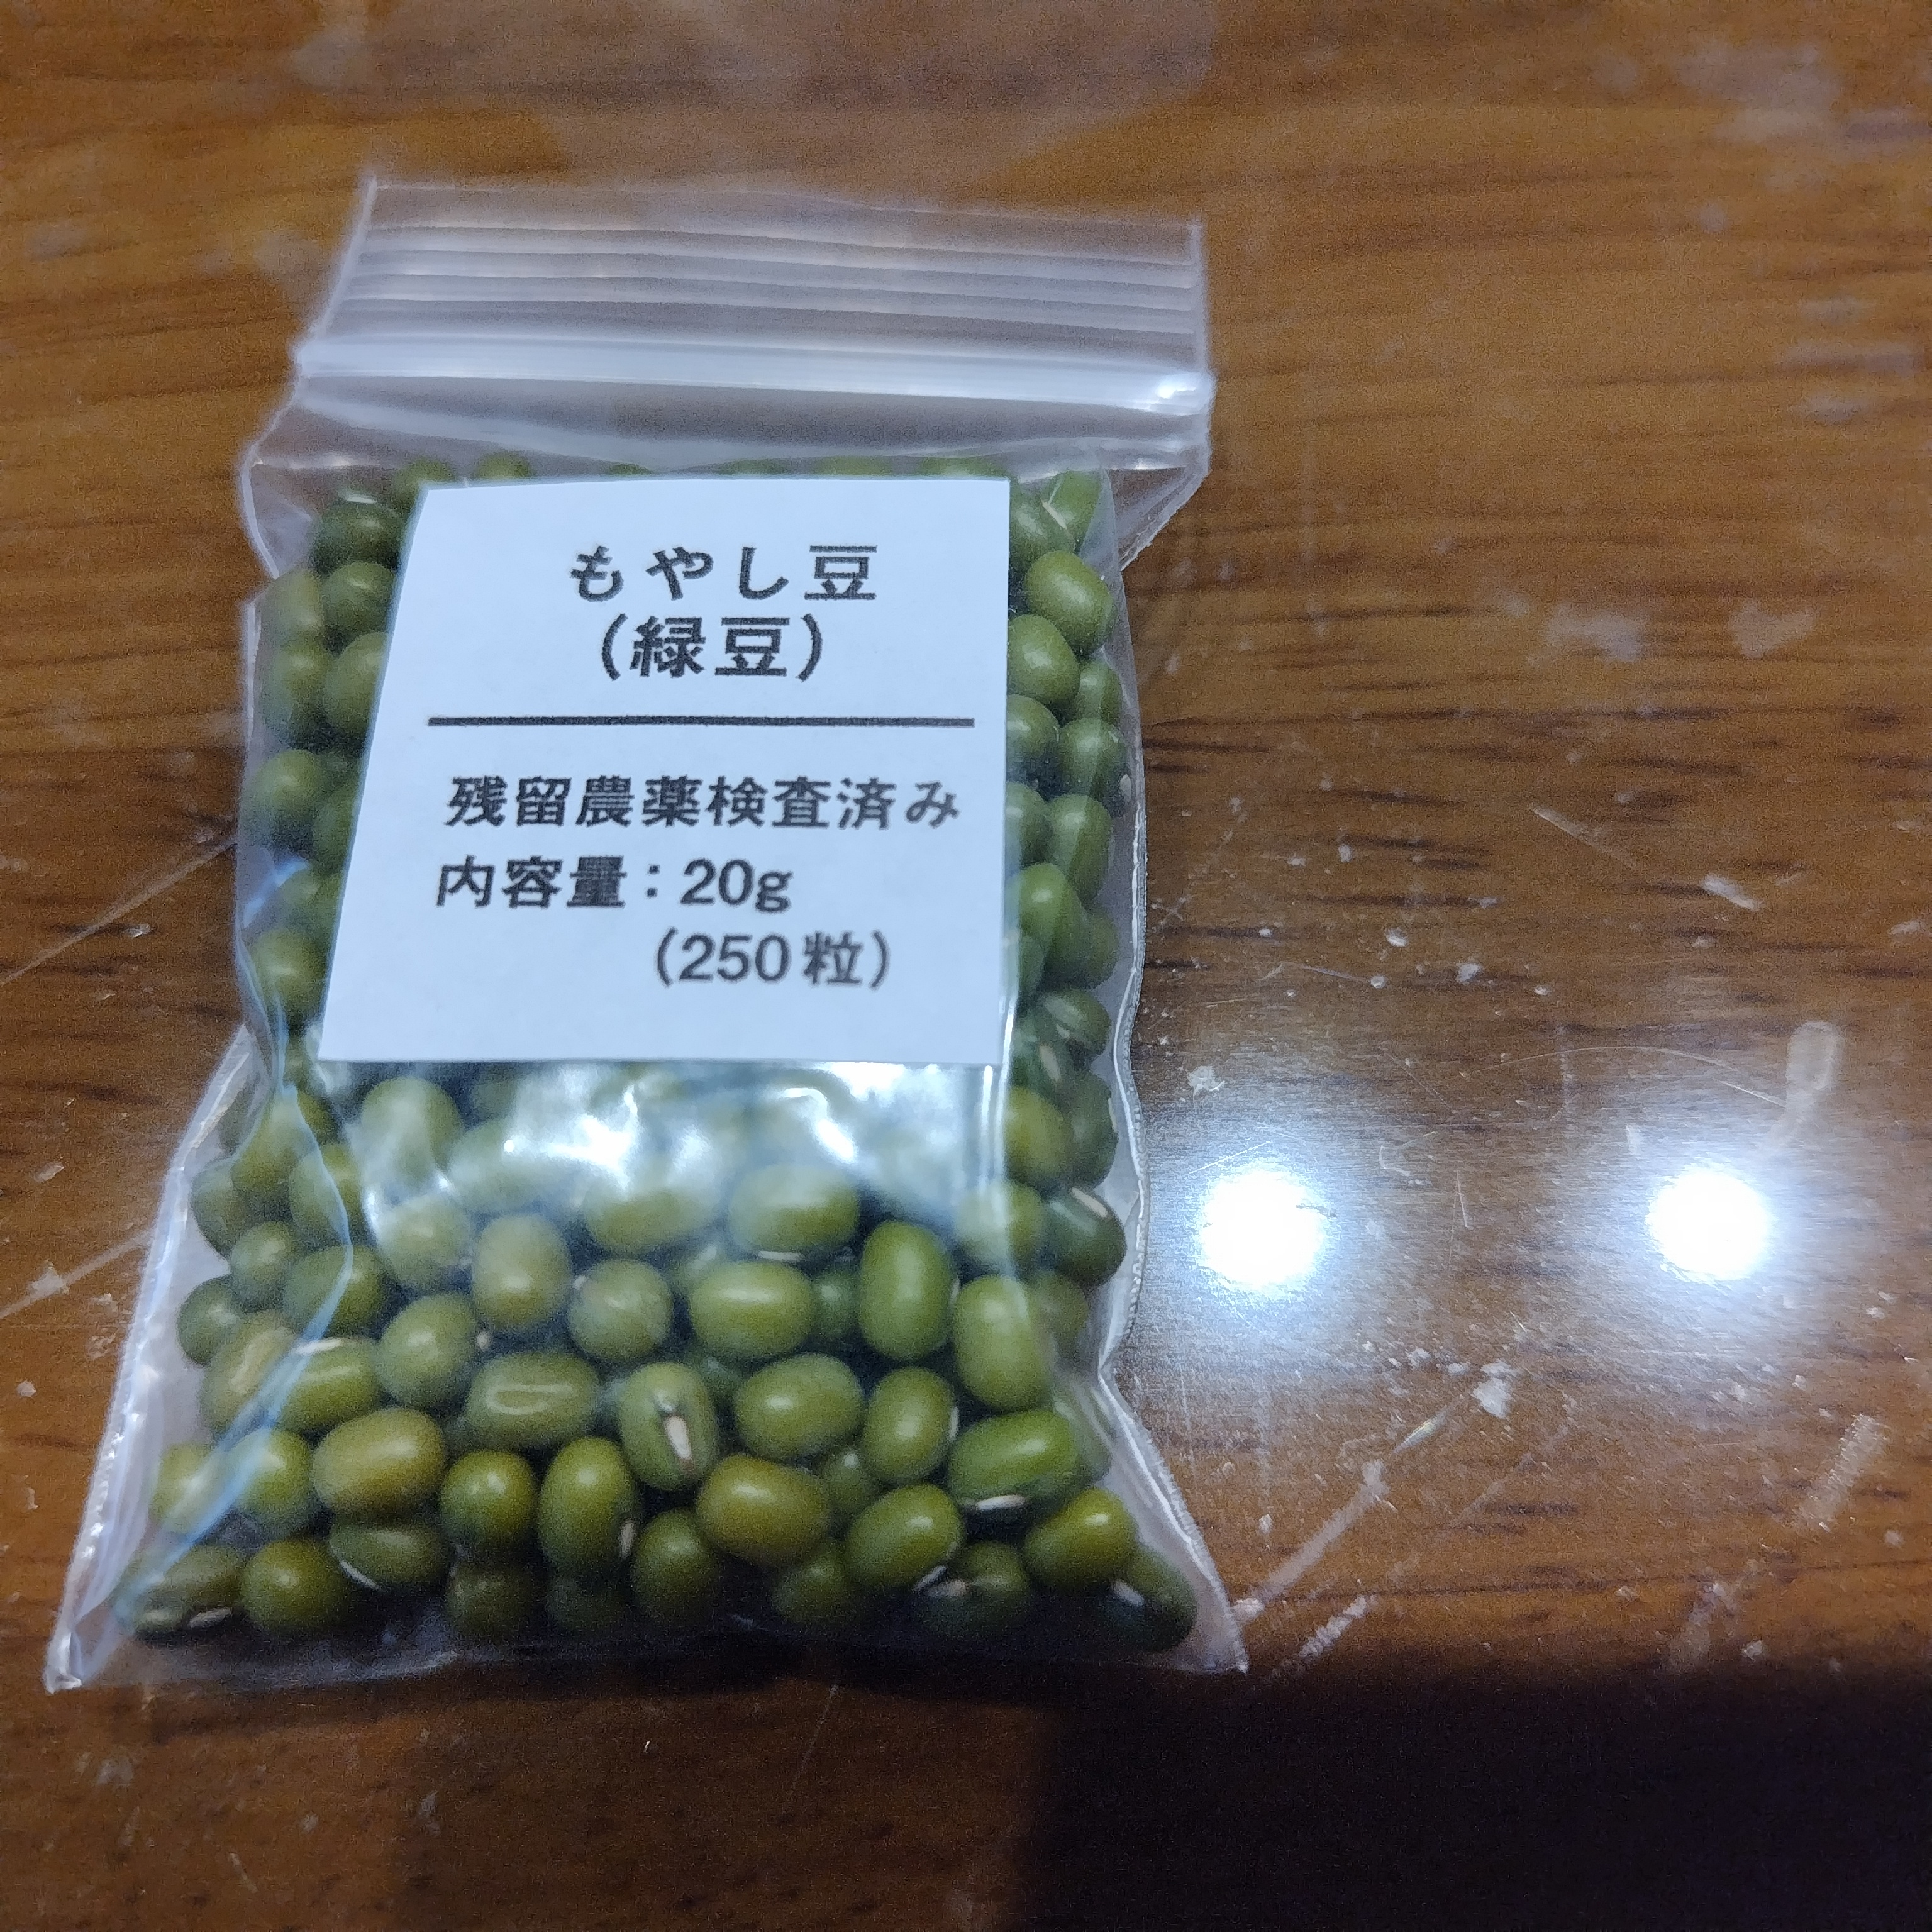 もやし豆
(緑豆)
残留農薬検査済み
内容量：20g
(250粒)